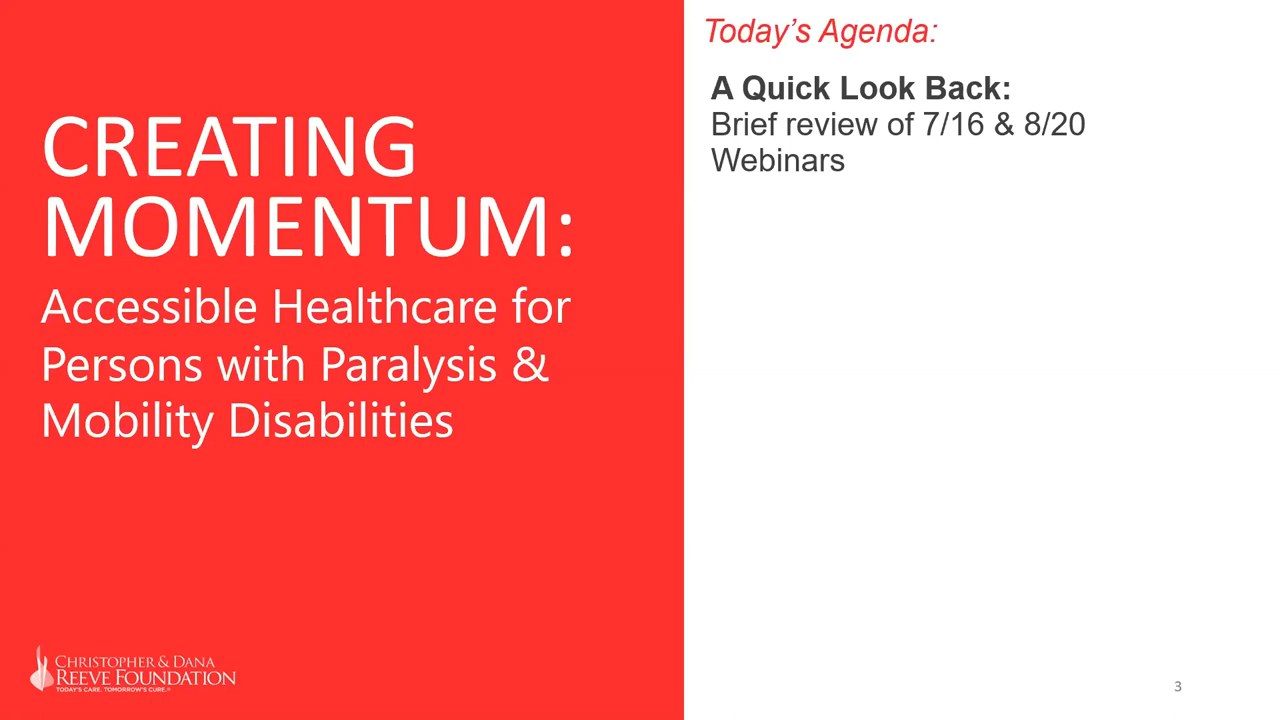 CREATING
MOMENTUM:
Accessible Healthcare for
Persons with Paralysis &
Mobility Disabilities
CHRISTOPHER & DANA
REEVE FOUNDATION
TODAY'S CARE. TOMORROW'S CURE.®
Today’s Agenda:
A Quick Look Back:
Brief review of 7/16 & 8/20
Webinars
3